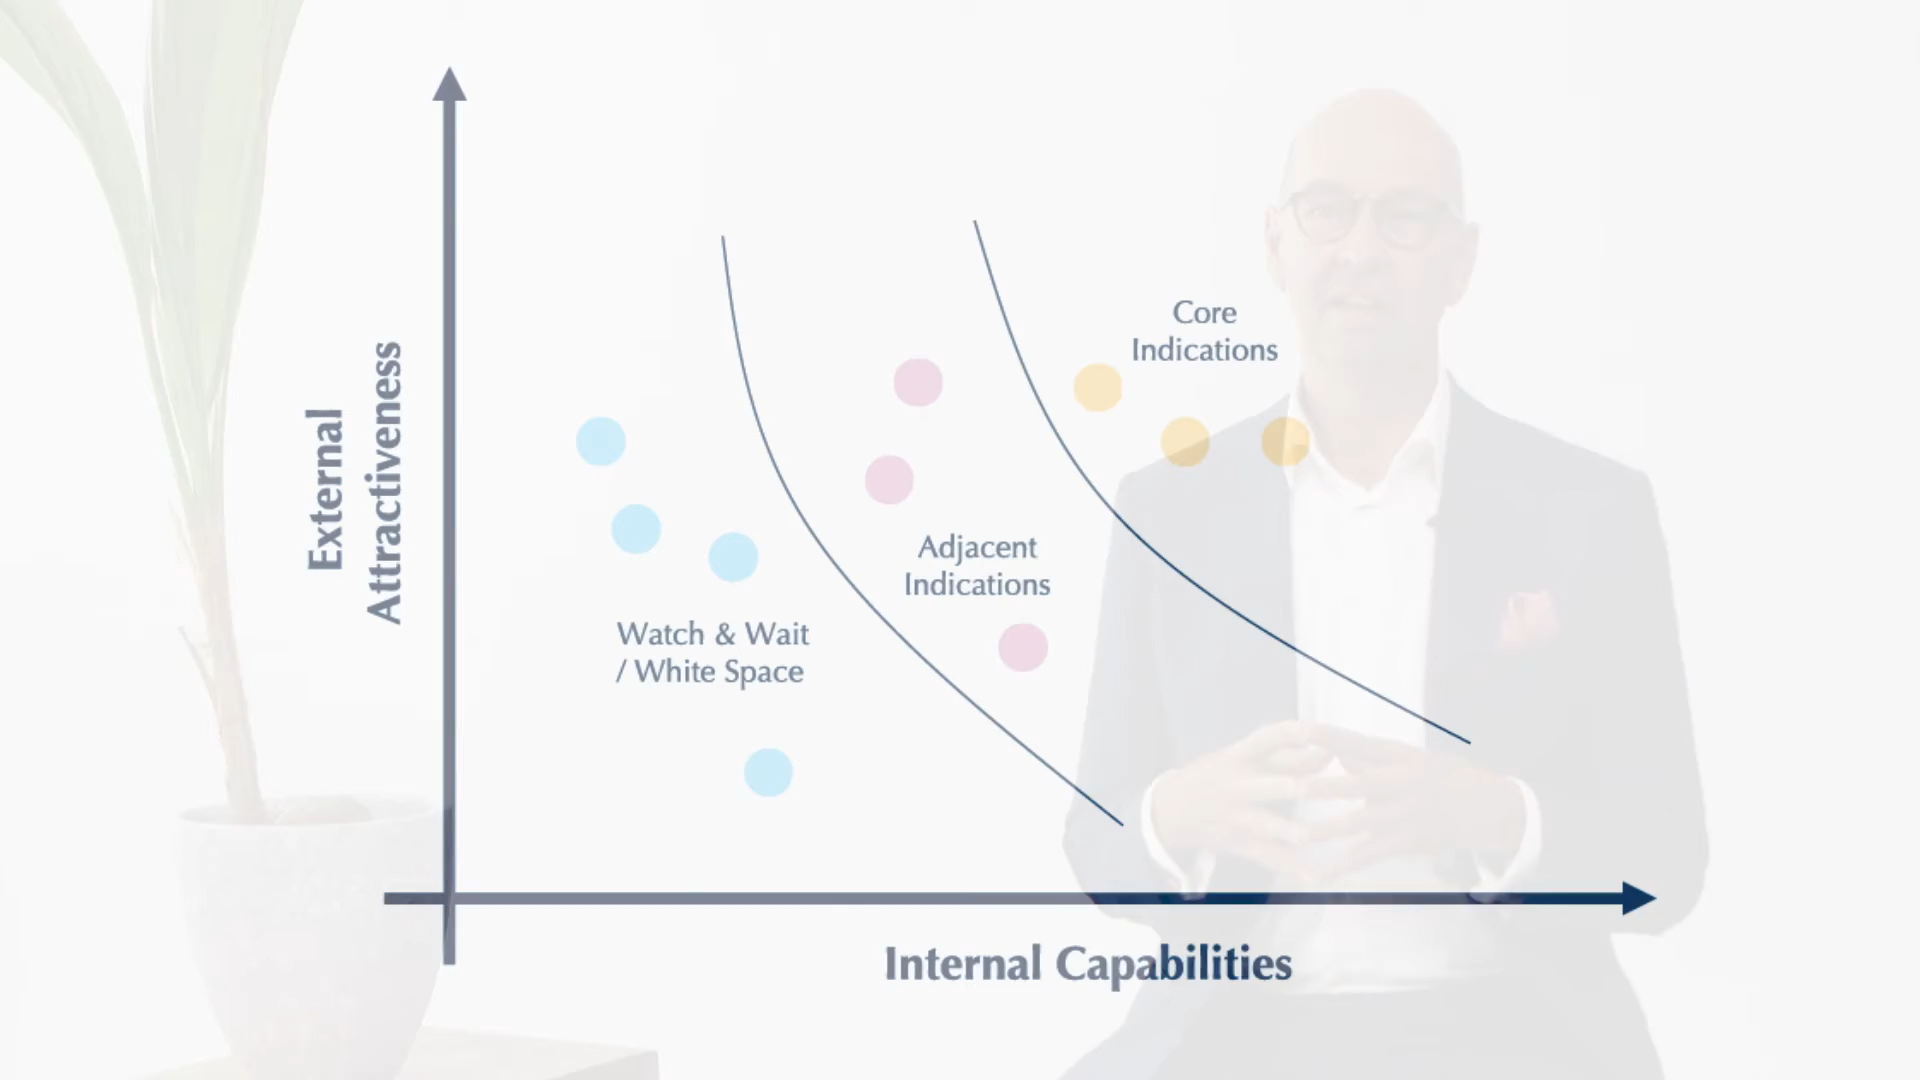 External
Attractiveness
Core
Indications
Adjacent
Indications
Watch & Wait
/ White Space
Internal Capabilities